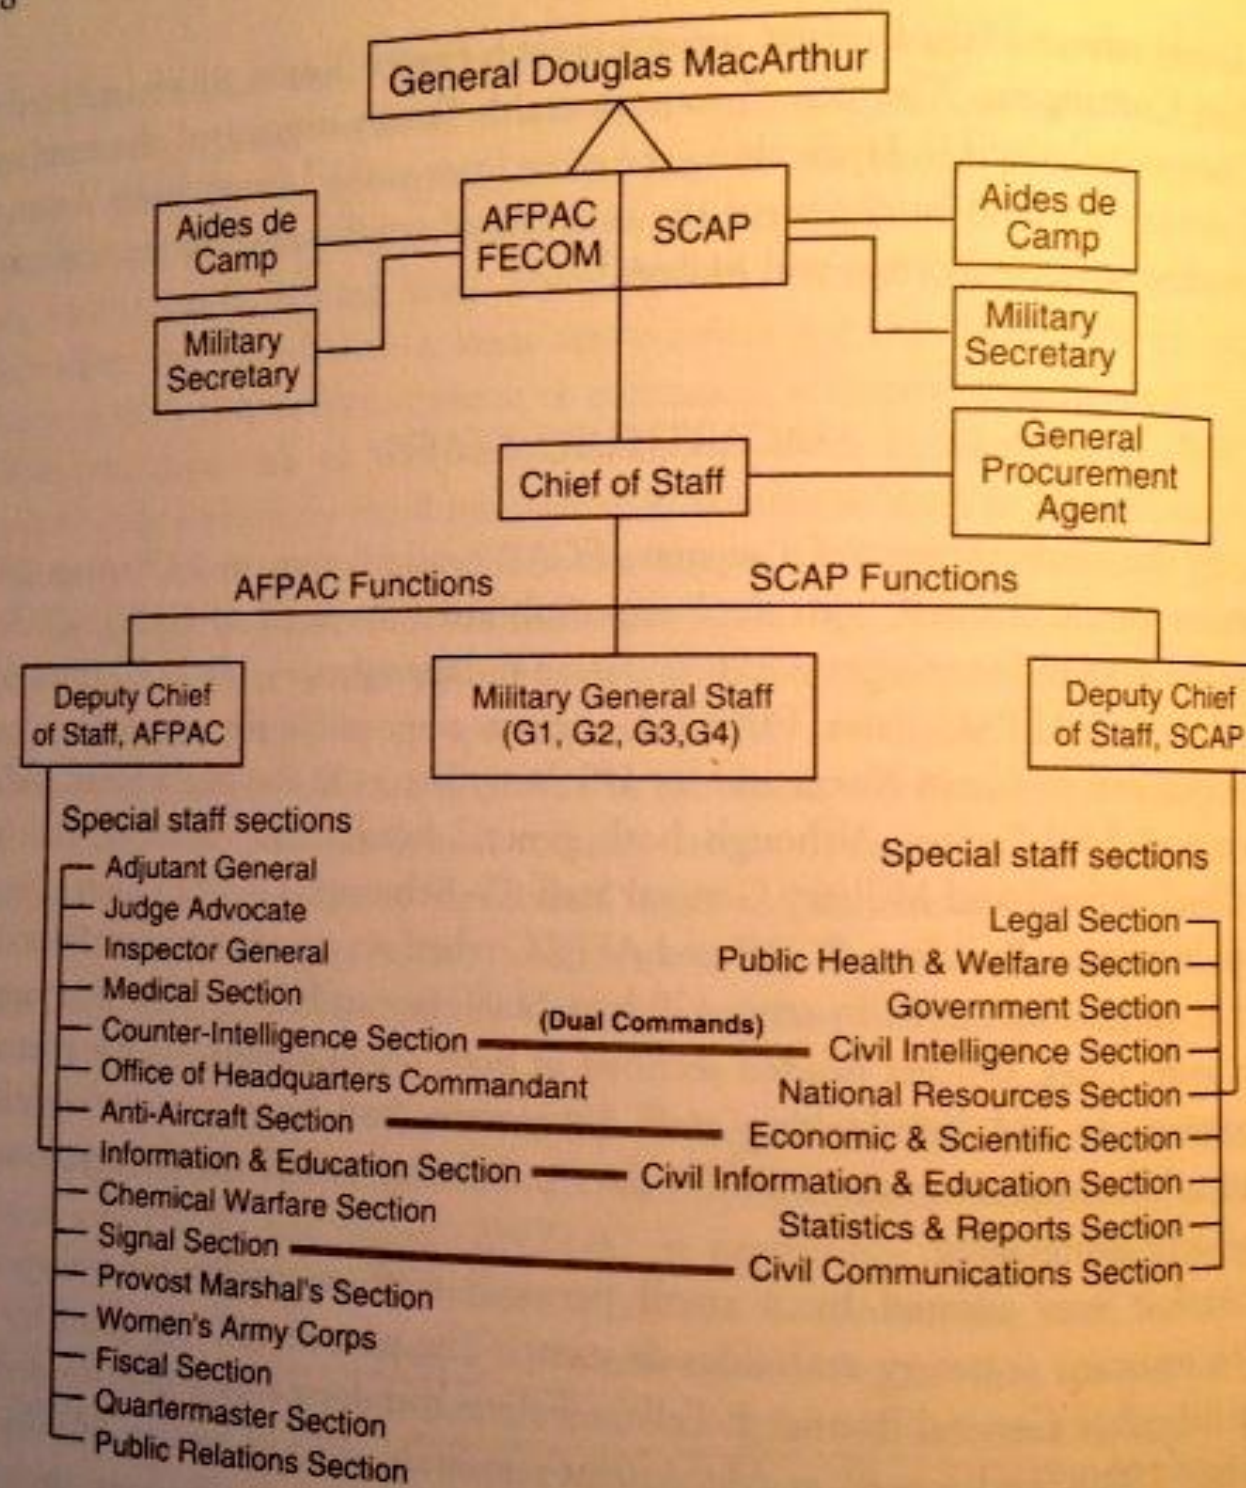 General Douglas MacArthur
Aides de
Camp
Military
Secretary
AFPAC
FECOM
SCAP
Aides de
Camp
Military
Secretary
Chief of Staff
General
Procurement
Agent
AFPAC Functions
SCAP Functions
Deputy Chief
of Staff, AFPAC
Military General Staff
(G1, G2, G3,G4)
Deputy Chief
of Staff, SCAP
Special staff sections
Adjutant General
Judge Advocate
Inspector General
Medical Section
Counter-Intelligence Section
Office of Headquarters Commandant
Anti-Aircraft Section
Information & Education Section
Chemical Warfare Section
Signal Section
Provost Marshal's Section
Women's Army Corps
Fiscal Section
Quartermaster Section
Public Relations Section
(Dual Commands)
Special staff sections
Legal Section
Public Health & Welfare Section
Government Section
Civil Intelligence Section
National Resources Section
Economic & Scientific Section
Civil Information & Education Section
Statistics & Reports Section
Civil Communications Section